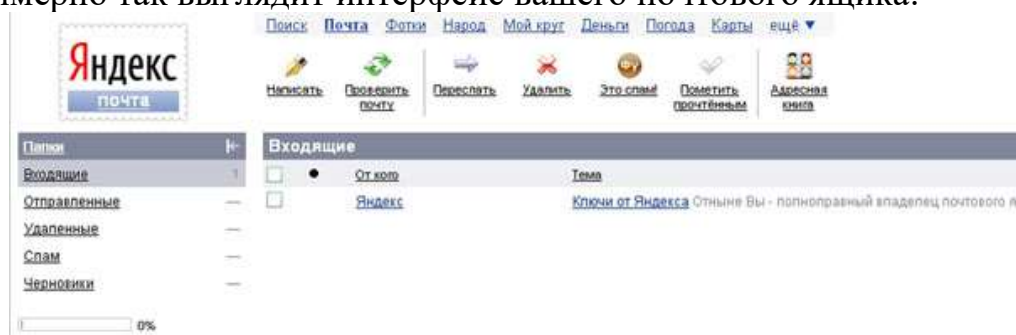 мерно так выглядит интерфейс вашего почтового ящика:
Поиск Почта Фотки Народ Мой круг Деньги Погода Карты ещё ▼
Яндекс
почта
Написать Проверить почту Переслать Удалить Это спам! Пометить прочтённым Адресная книга
Папки
Входящие
Входящие 1
От кого Тема
Отправленные —
Яндекс Ключи от Яндекса Отныне Вы - полноправный владелец почтового
Удаленные —
Спам —
Черновики —
0%